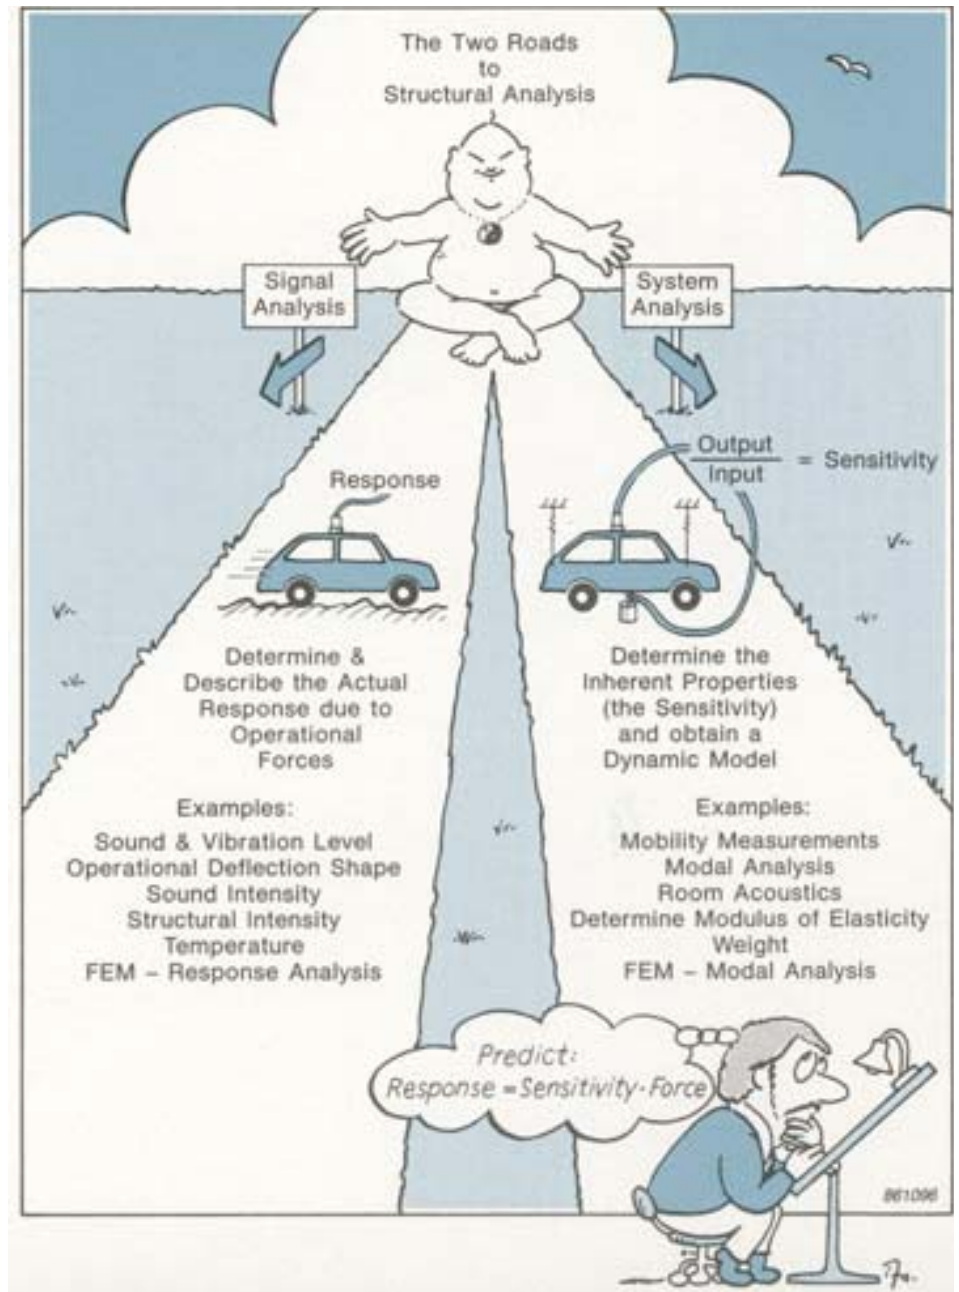 The Two Roads
to
Structural Analysis
Signal
Analysis
System
Analysis
Response
Output
Input
= Sensitivity
Determine &
Describe the Actual
Response due to
Operational
Forces
Examples:
Sound & Vibration Level
Operational Deflection Shape
Sound Intensity
Structural Intensity
Temperature
FEM – Response Analysis
Determine the
Inherent Properties
(the Sensitivity)
and obtain a
Dynamic Model
Examples:
Mobility Measurements
Modal Analysis
Room Acoustics
Determine Modulus of Elasticity
Weight
FEM – Modal Analysis
Predict:
Response = Sensitivity · Force
861096